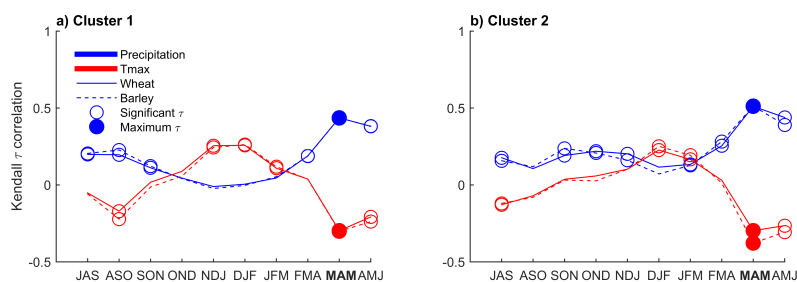 a) Cluster 1
b) Cluster 2
Kendall τ correlation
1
0.5
0
-0.5
Precipitation
Tmax
Wheat
Barley
Significant τ
Maximum τ
JAS ASO SON OND NDJ DJF JFM FMA MAM AMJ
1
0.5
0
-0.5
JAS ASO SON OND NDJ DJF JFM FMA MAM AMJ